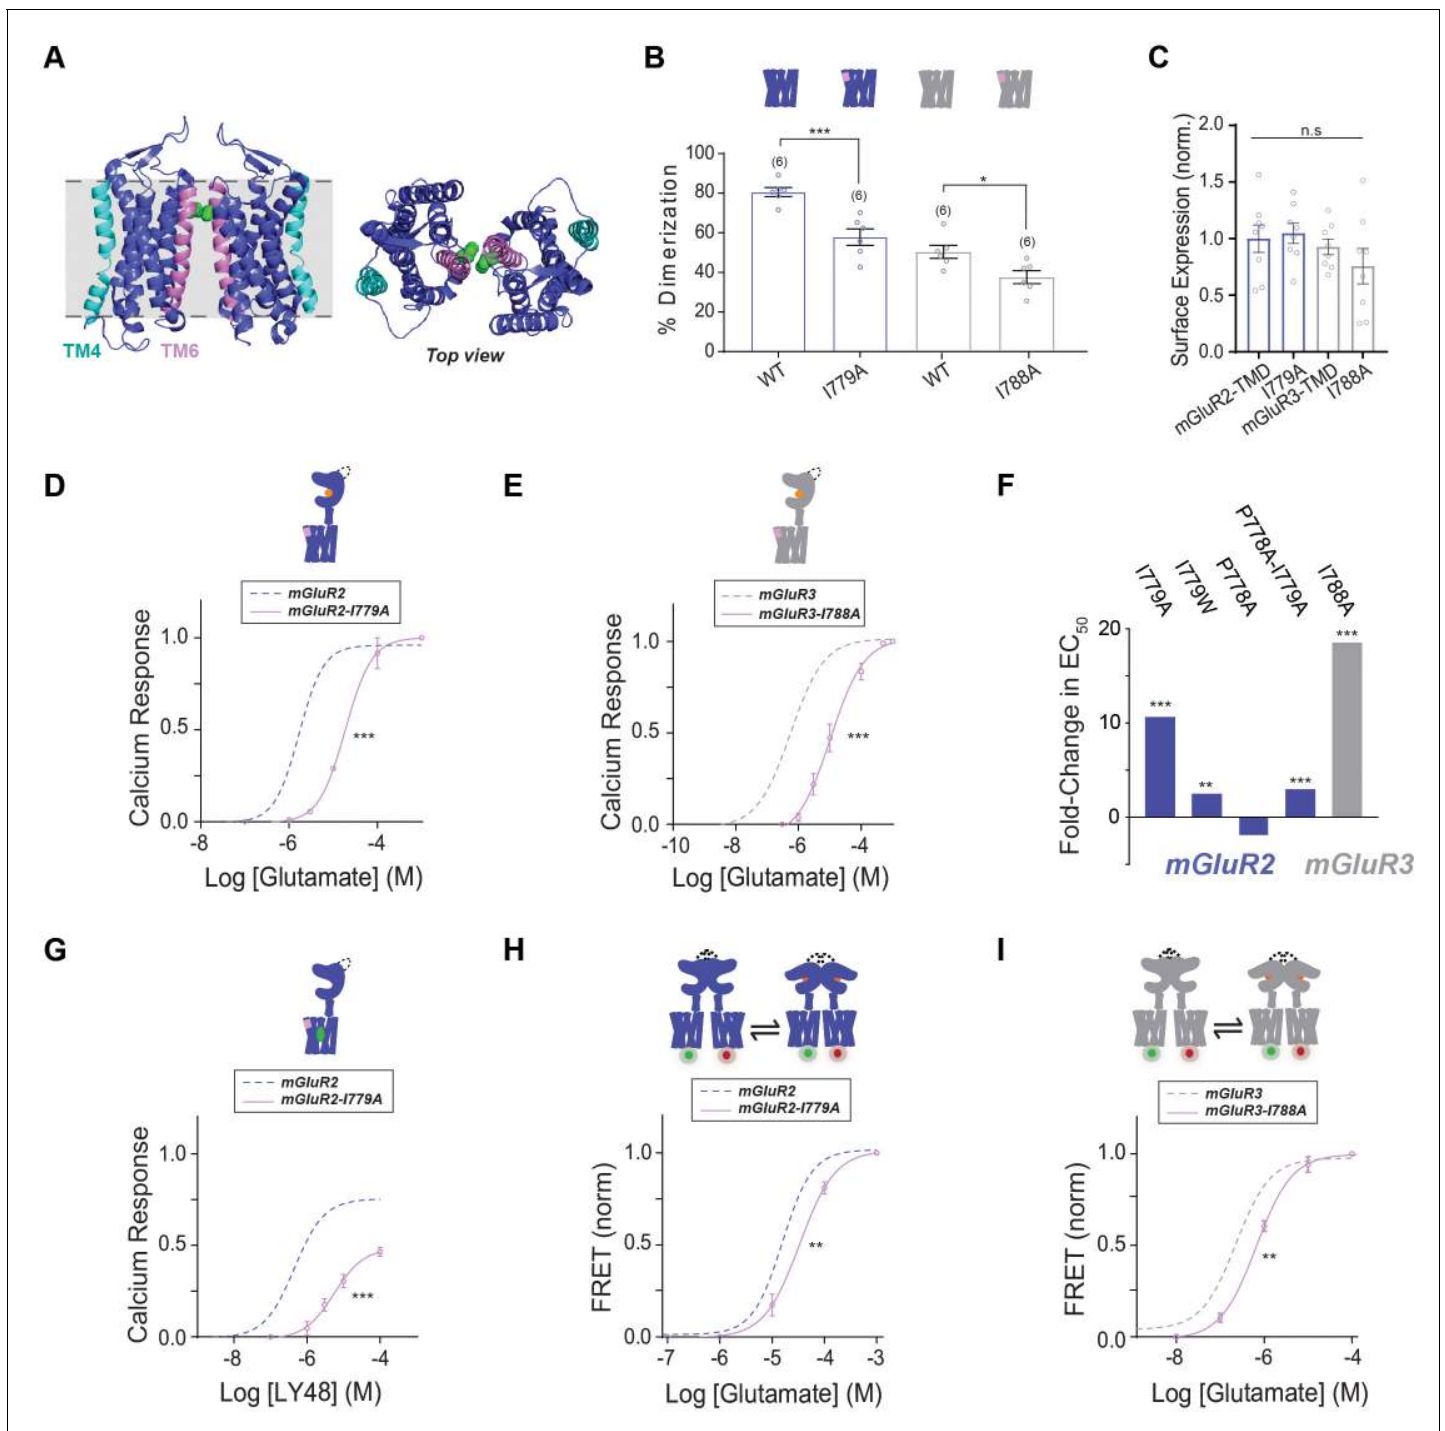 A
TM4
TM6
Top view
B
% Dimerization
100
80
60
40
20
0
***
*
(6)
(6)
(6)
(6)
WT
I779A
WT
I788A
C
Surface Expression (norm.)
2.0
1.5
1.0
0.5
0.0
n.s
mGluR2-TMD
I779A
mGluR3-TMD
I788A
D
mGluR2
mGluR2-I779A
Calcium Response
1.0
0.5
0.0
***
-8
-6
-4
Log [Glutamate] (M)
E
mGluR3
mGluR3-I788A
Calcium Response
1.0
0.5
0.0
***
-10
-8
-6
-4
Log [Glutamate] (M)
F
I779A
I779W
P778A
P778A-I779A
I788A
Fold-Change in EC50
20
10
0
***
**
***
***
mGluR2
mGluR3
G
mGluR2
mGluR2-I779A
Calcium Response
1.0
0.5
0.0
***
-8
-6
-4
Log [LY48] (M)
H
mGluR2
mGluR2-I779A
FRET (norm)
1.0
0.5
0.0
**
-7
-6
-5
-4
-3
Log [Glutamate] (M)
I
mGluR3
mGluR3-I788A
FRET (norm)
1.0
0.5
0.0
**
-8
-6
-4
Log [Glutamate] (M)